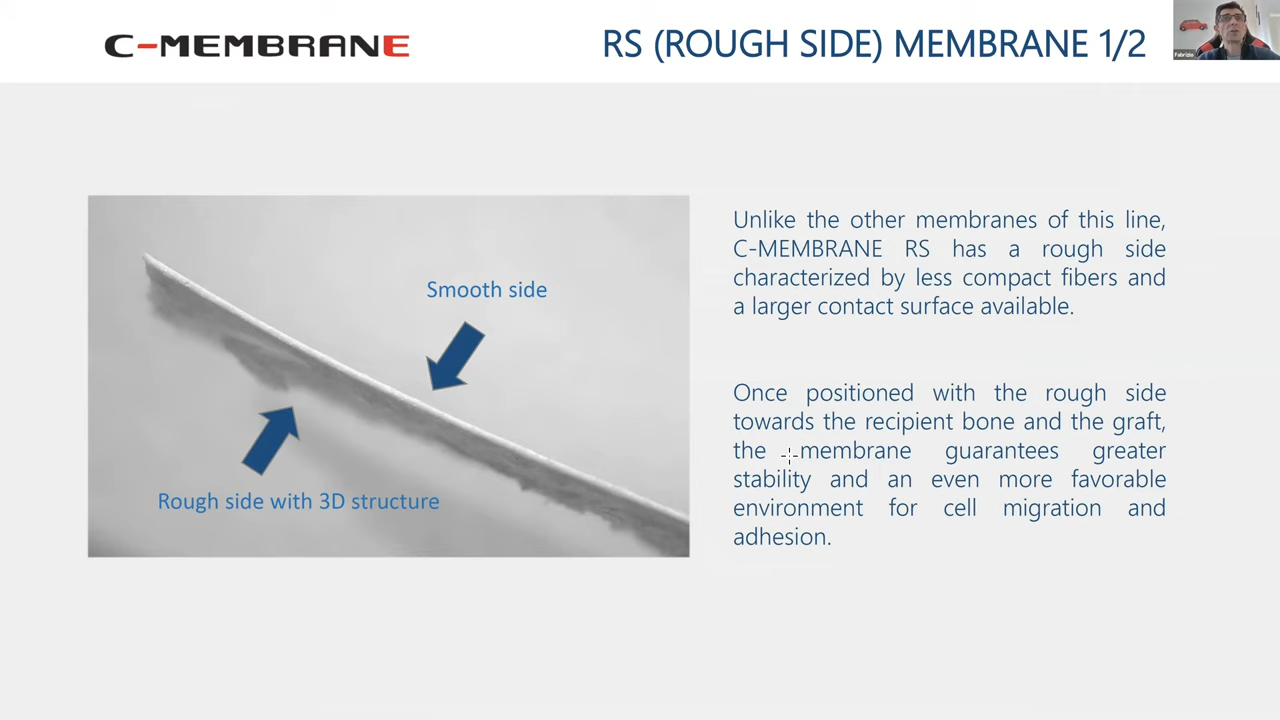 C-MEMBRANE
RS (ROUGH SIDE) MEMBRANE 1/2
Fabrizio
Smooth side
Rough side with 3D structure
Unlike the other membranes of this line,
C-MEMBRANE RS has a rough side
characterized by less compact fibers and
a larger contact surface available.
Once positioned with the rough side
towards the recipient bone and the graft,
the membrane guarantees greater
stability and an even more favorable
environment for cell migration and
adhesion.